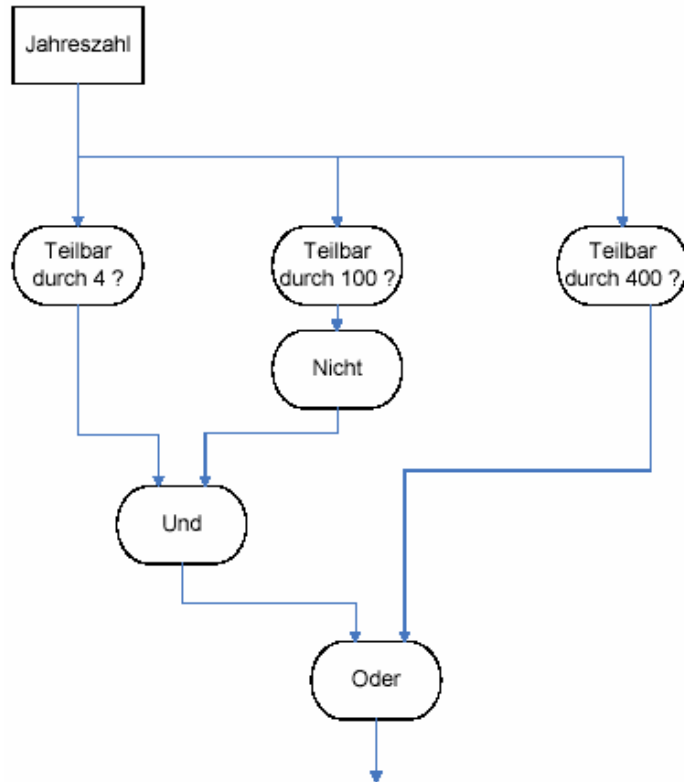 Jahreszahl
Teilbar
durch 4 ?
Teilbar
durch 100 ?
Teilbar
durch 400 ?
Nicht
Und
Oder